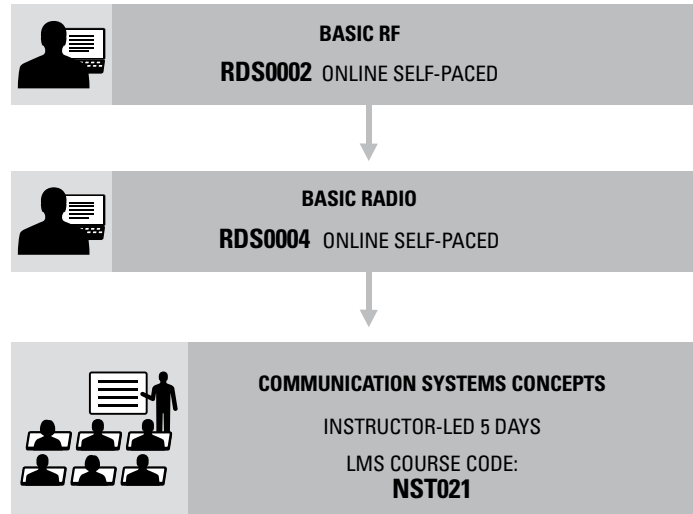 BASIC RF
RDS0002 ONLINE SELF-PACED
BASIC RADIO
RDS0004 ONLINE SELF-PACED
COMMUNICATION SYSTEMS CONCEPTS
INSTRUCTOR-LED 5 DAYS
LMS COURSE CODE:
NST021